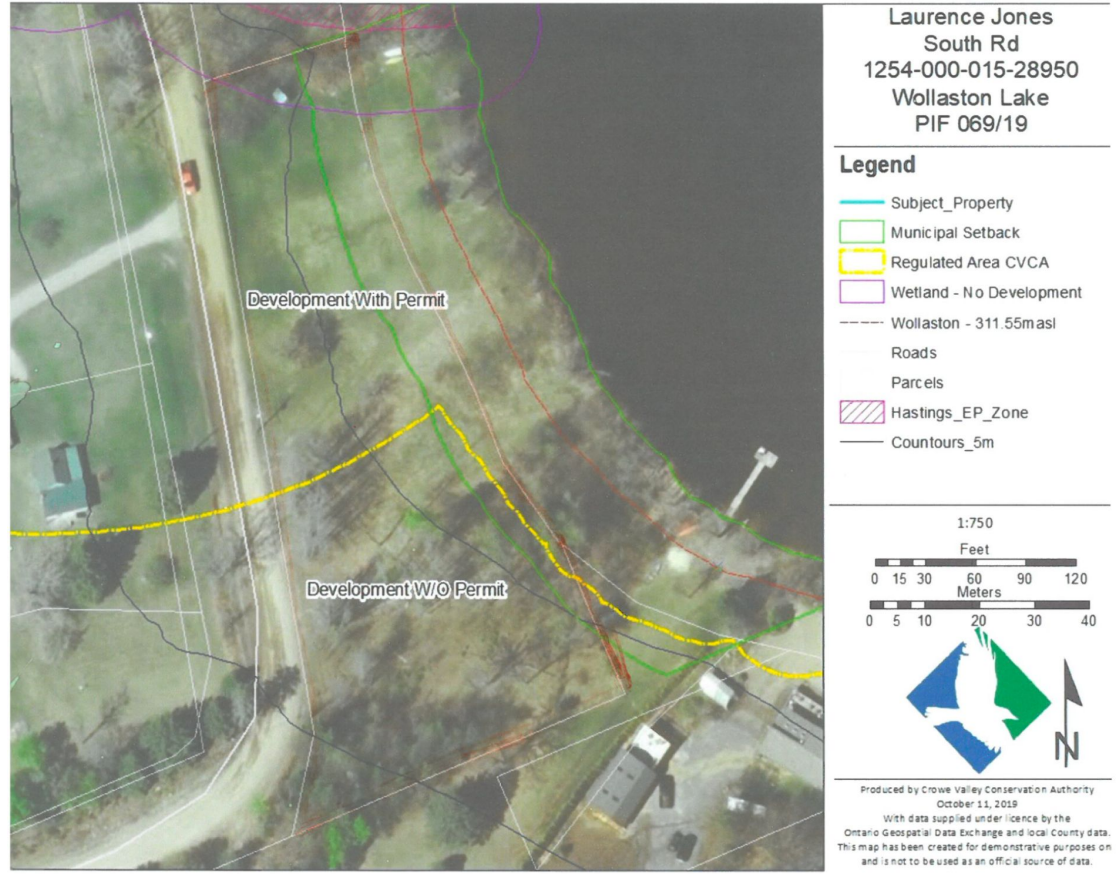 Laurence Jones
South Rd
1254-000-015-28950
Wollaston Lake
PIF 069/19
Legend
Subject_Property
Municipal Setback
Regulated Area CVCA
Wetland - No Development
Wollaston - 311.55masl
Roads
Parcels
Hastings_EP_Zone
Countours_5m
Development With Permit
Development W/O Permit
1:750
Feet
0 15 30 60 90 120
Meters
0 5 10 20 30 40
N
Produced by Crowe Valley Conservation Authority
October 11, 2019
With data supplied under licence by the
Ontario Geospatial Data Exchange and local County data.
This map has been created for demonstrative purposes on
and is not to be used as an official source of data.